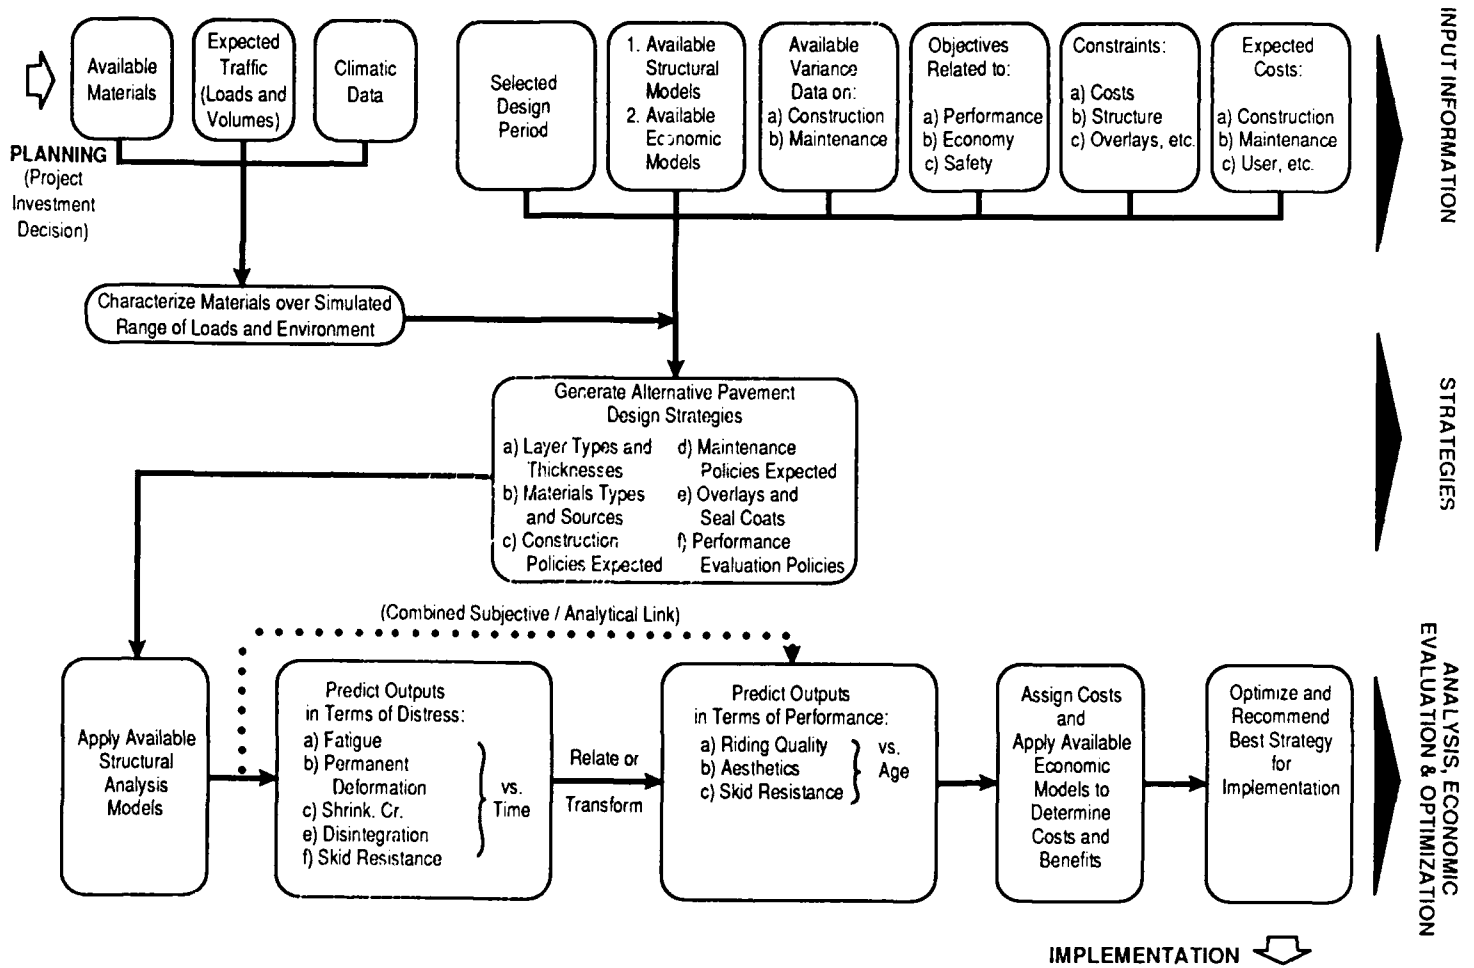 Available
Materials
Expected
Traffic
(Loads and
Volumes)
Climatic
Data
Selected
Design
Period
1. Available
Structural
Models
2. Available
Economic
Models
Available
Variance
Data on:
a) Construction
b) Maintenance
Objectives
Related to:
a) Performance
b) Economy
c) Safety
Constraints:
a) Costs
b) Structure
c) Overlays, etc.
Expected
Costs:
a) Construction
b) Maintenance
c) User, etc.
INPUT INFORMATION
PLANNING
(Project
Investment
Decision)
Characterize Materials over Simulated
Range of Loads and Environment
Generate Alternative Pavement
Design Strategies
a) Layer Types and
Thicknesses
b) Materials Types
and Sources
c) Construction
Policies Expected
d) Maintenance
Policies Expected
e) Overlays and
Seal Coats
f) Performance
Evaluation Policies
STRATEGIES
(Combined Subjective / Analytical Link)
Apply Available
Structural
Analysis
Models
Predict Outputs
in Terms of Distress:
a) Fatigue
b) Permanent
Deformation
c) Shrink. Cr.
e) Disintegration
f) Skid Resistance
vs.
Time
Relate or
Transform
Predict Outputs
in Terms of Performance:
a) Riding Quality
b) Aesthetics
c) Skid Resistance
vs.
Age
Assign Costs
and
Apply Available
Economic
Models to
Determine
Costs and
Benefits
Optimize and
Recommend
Best Strategy
for
Implementation
ANALYSIS, ECONOMIC
EVALUATION & OPTIMIZATION
IMPLEMENTATION